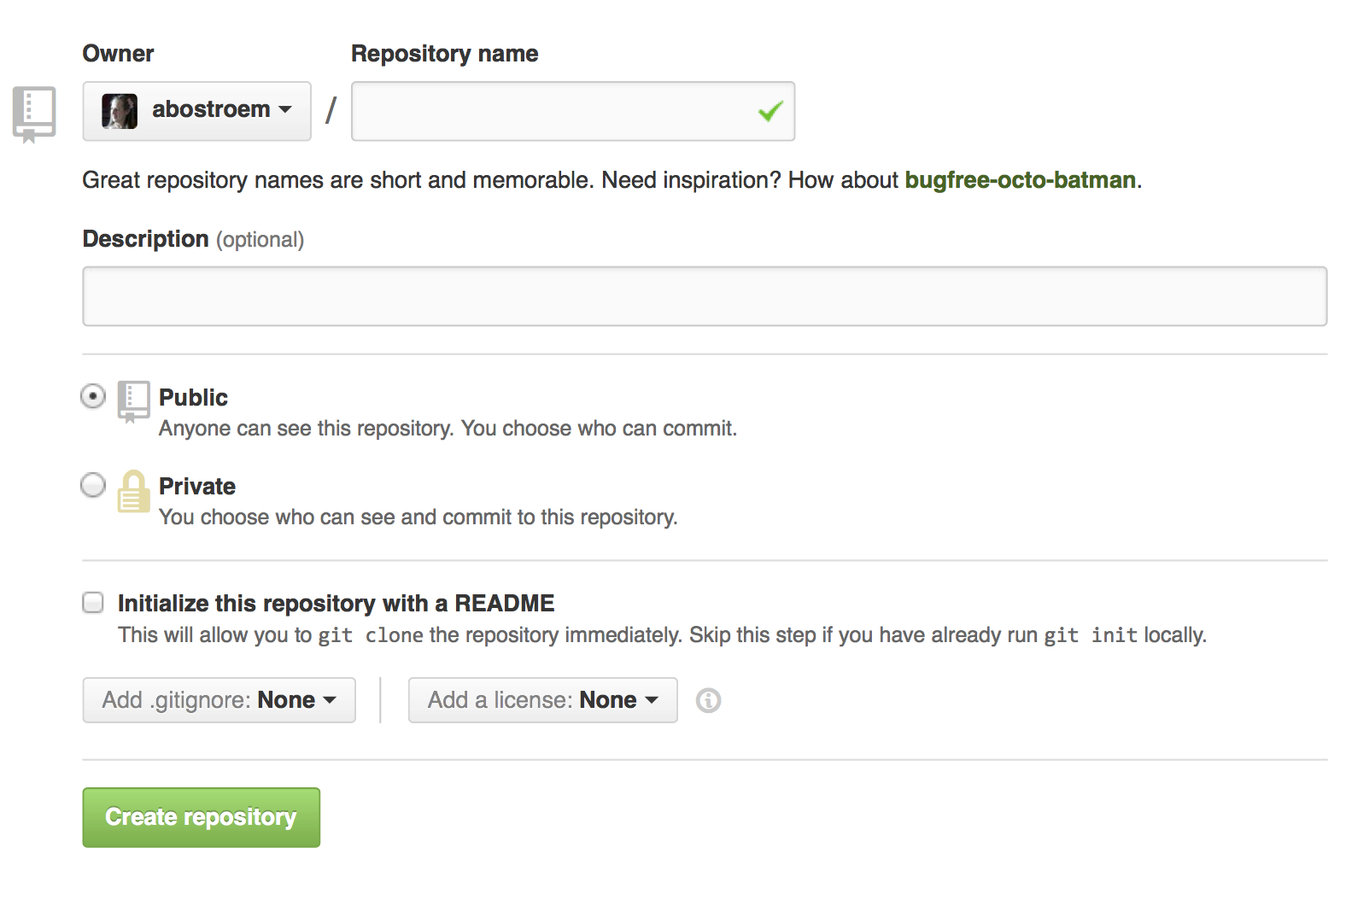 Owner Repository name
abostroem /
Great repository names are short and memorable. Need inspiration? How about bugfree-octo-batman.
Description (optional)
Public
Anyone can see this repository. You choose who can commit.
Private
You choose who can see and commit to this repository.
Initialize this repository with a README
This will allow you to git clone the repository immediately. Skip this step if you have already run git init locally.
Add .gitignore: None Add a license: None
Create repository